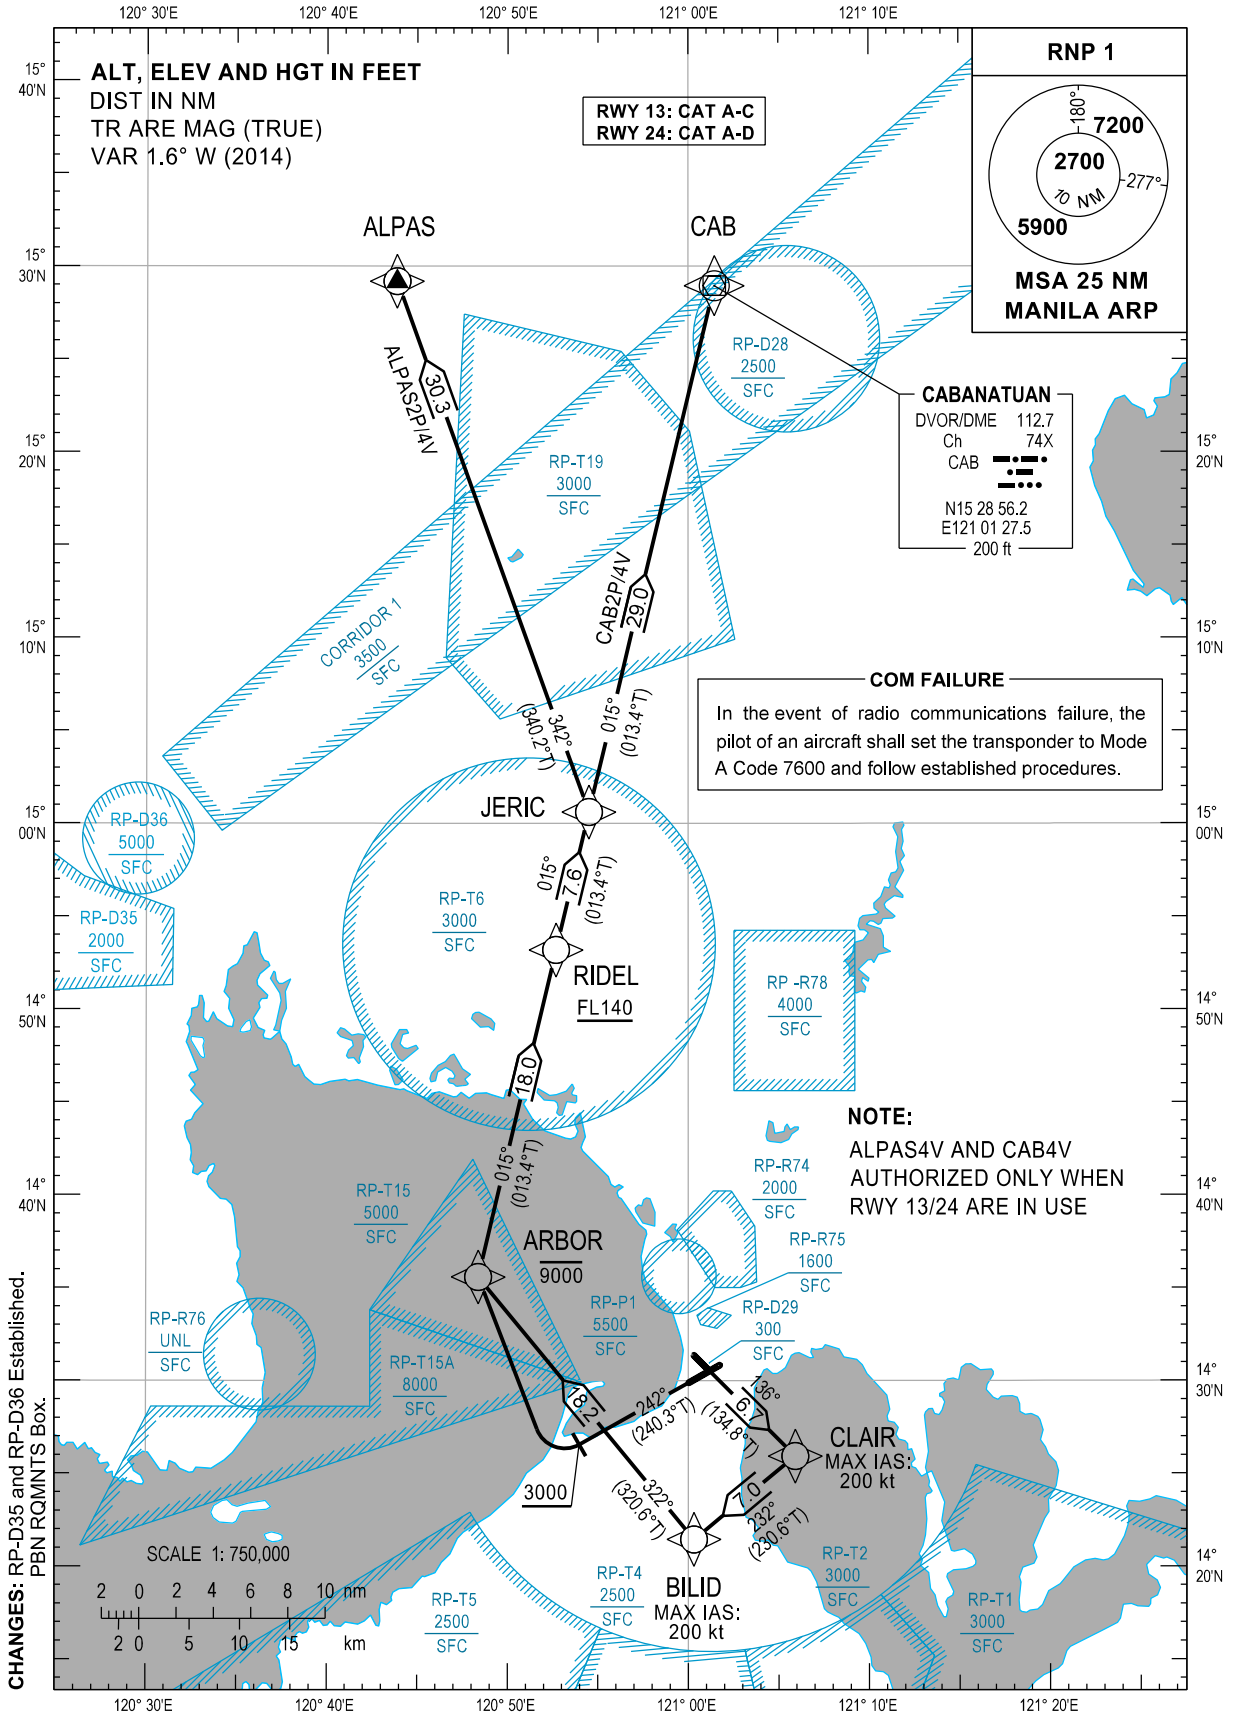 120° 30'E
120° 40'E
120° 50'E
121° 00'E
121° 10'E
ALT, ELEV AND HGT IN FEET
DIST IN NM
TR ARE MAG (TRUE)
VAR 1.6° W (2014)
RWY 13: CAT A-C
RWY 24: CAT A-D
RNP 1
180°
7200
2700
277°
10 NM
5900
MSA 25 NM
MANILA ARP
15°
40'N
15°
30'N
15°
20'N
15°
10'N
15°
00'N
14°
50'N
14°
40'N
ALPAS
CAB
RP-D28
2500
SFC
30.3
ALPAS2P/4V
CABANATUAN
DVOR/DME 112.7
Ch 74X
CAB
N15 28 56.2
E121 01 27.5
200 ft
15°
20'N
15°
10'N
15°
00'N
14°
50'N
14°
40'N
14°
30'N
14°
20'N
RP-T19
3000
SFC
CAB2P/4V
29.0
CORRIDOR 1
3500
SFC
COM FAILURE
In the event of radio communications failure, the
pilot of an aircraft shall set the transponder to Mode
A Code 7600 and follow established procedures.
342°
(340.2°T)
015°
(013.4°T)
JERIC
RP-D36
5000
SFC
015°
7.6
(013.4°T)
RP-T6
3000
SFC
RP-D35
2000
SFC
RIDEL
FL140
RP -R78
4000
SFC
18.0
015°
(013.4°T)
NOTE:
ALPAS4V AND CAB4V
AUTHORIZED ONLY WHEN
RWY 13/24 ARE IN USE
RP-R74
2000
SFC
RP-T15
5000
SFC
ARBOR
9000
RP-R75
1600
SFC
RP-R76
UNL
SFC
RP-P1
5500
SFC
RP-D29
300
SFC
RP-T15A
8000
SFC
18.2
242°
(240.3°T)
136°
6.7
(134.8°T)
CLAIR
MAX IAS:
200 kt
3000
322°
(320.6°T)
7.0
232°
(230.6°T)
BILID
MAX IAS:
200 kt
RP-T2
3000
SFC
RP-T4
2500
SFC
RP-T5
2500
SFC
RP-T1
3000
SFC
SCALE 1: 750,000
2 0 2 4 6 8 10 nm
2 0 5 10 15 km
CHANGES: RP-D35 and RP-D36 Established.
PBN RQMNTS Box.
120° 30'E
120° 40'E
120° 50'E
121° 00'E
121° 10'E
121° 20'E